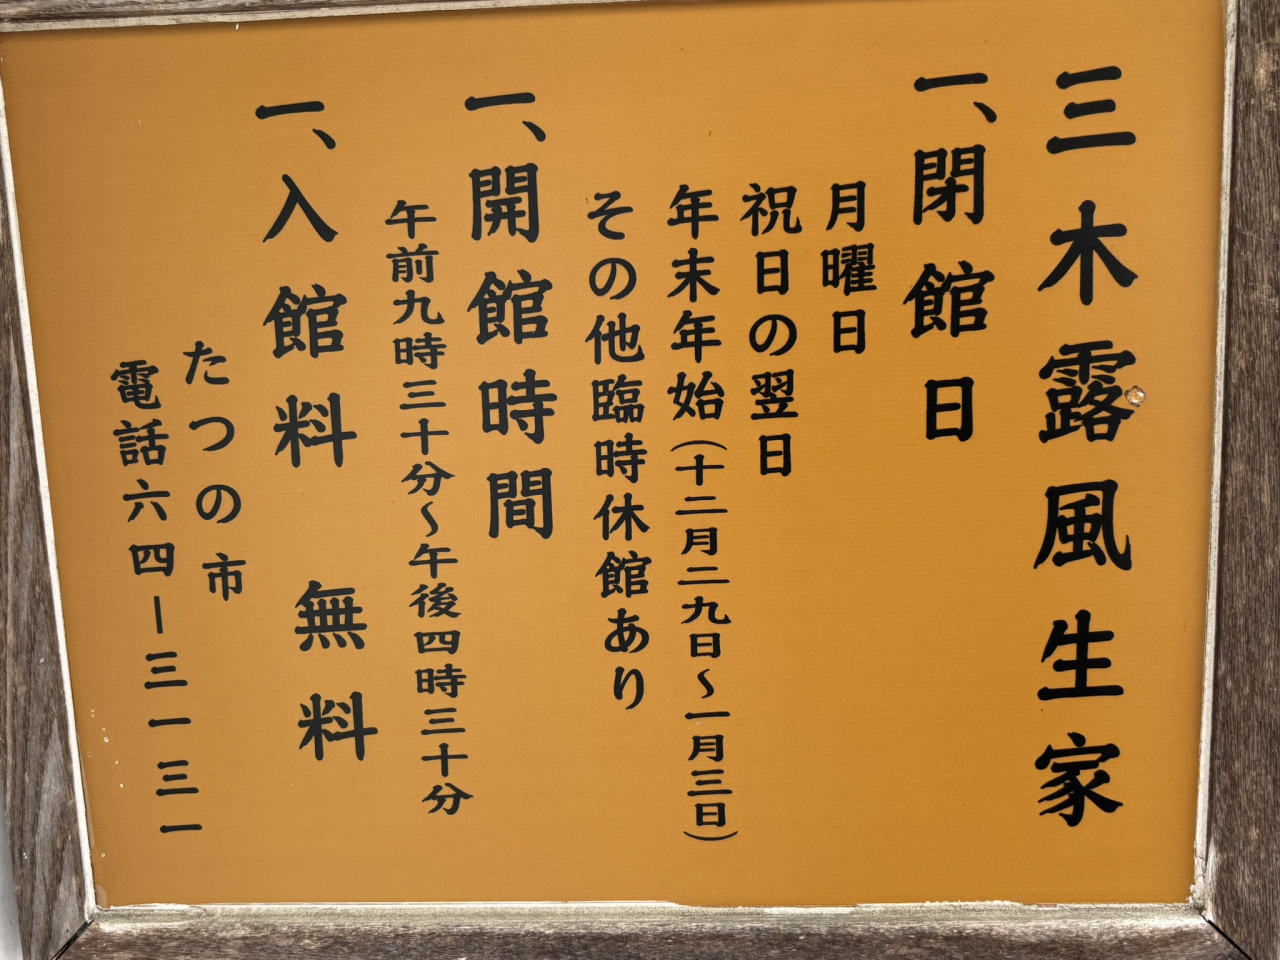 三木露風生家
一、閉館日
月曜日
祝日の翌日
年末年始（十二月二九日～一月三日）
その他臨時休館あり
一、開館時間
午前九時三十分～午後四時三十分
一、入館料　無料
たつの市
電話六四ー三一三一